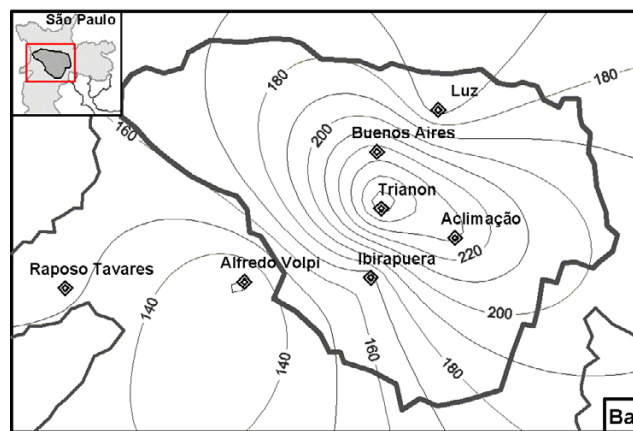 São Paulo
180
180
Luz
160
200
Buenos Aires
Trianon
Aclimação
220
Raposo Tavares
Alfredo Volpi
Ibirapuera
140
200
160
140
180
Ba